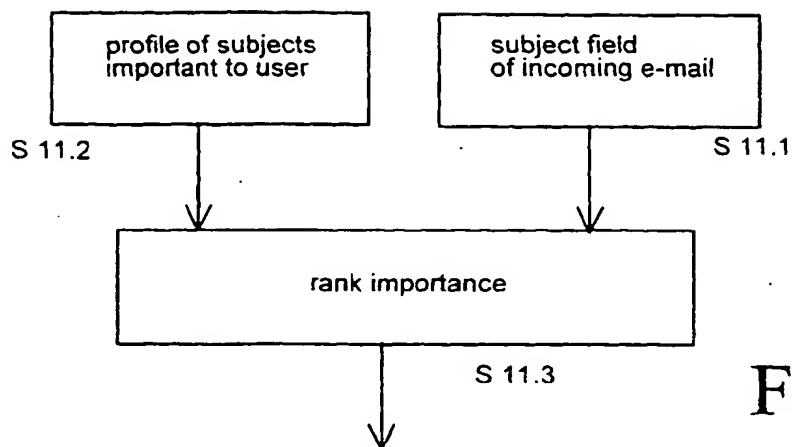 profile of subjects
important to user
subject field
of incoming e-mail
S 11.2
S 11.1
rank importance
S 11.3
F